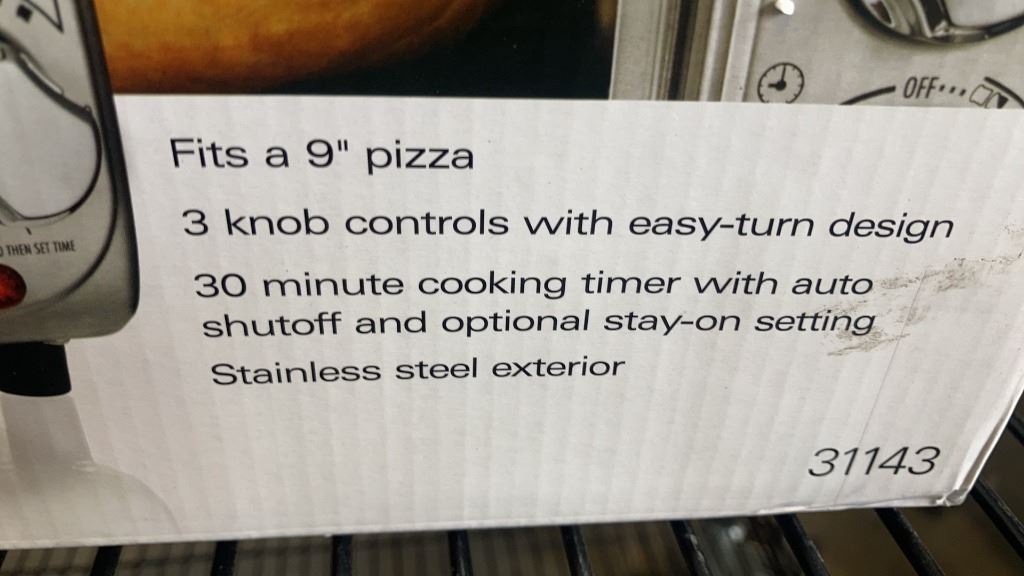 OFF
Fits a 9" pizza
3 knob controls with easy-turn design
THEN SET TIME
30 minute cooking timer with auto
shutoff and optional stay-on setting
Stainless steel exterior
31143